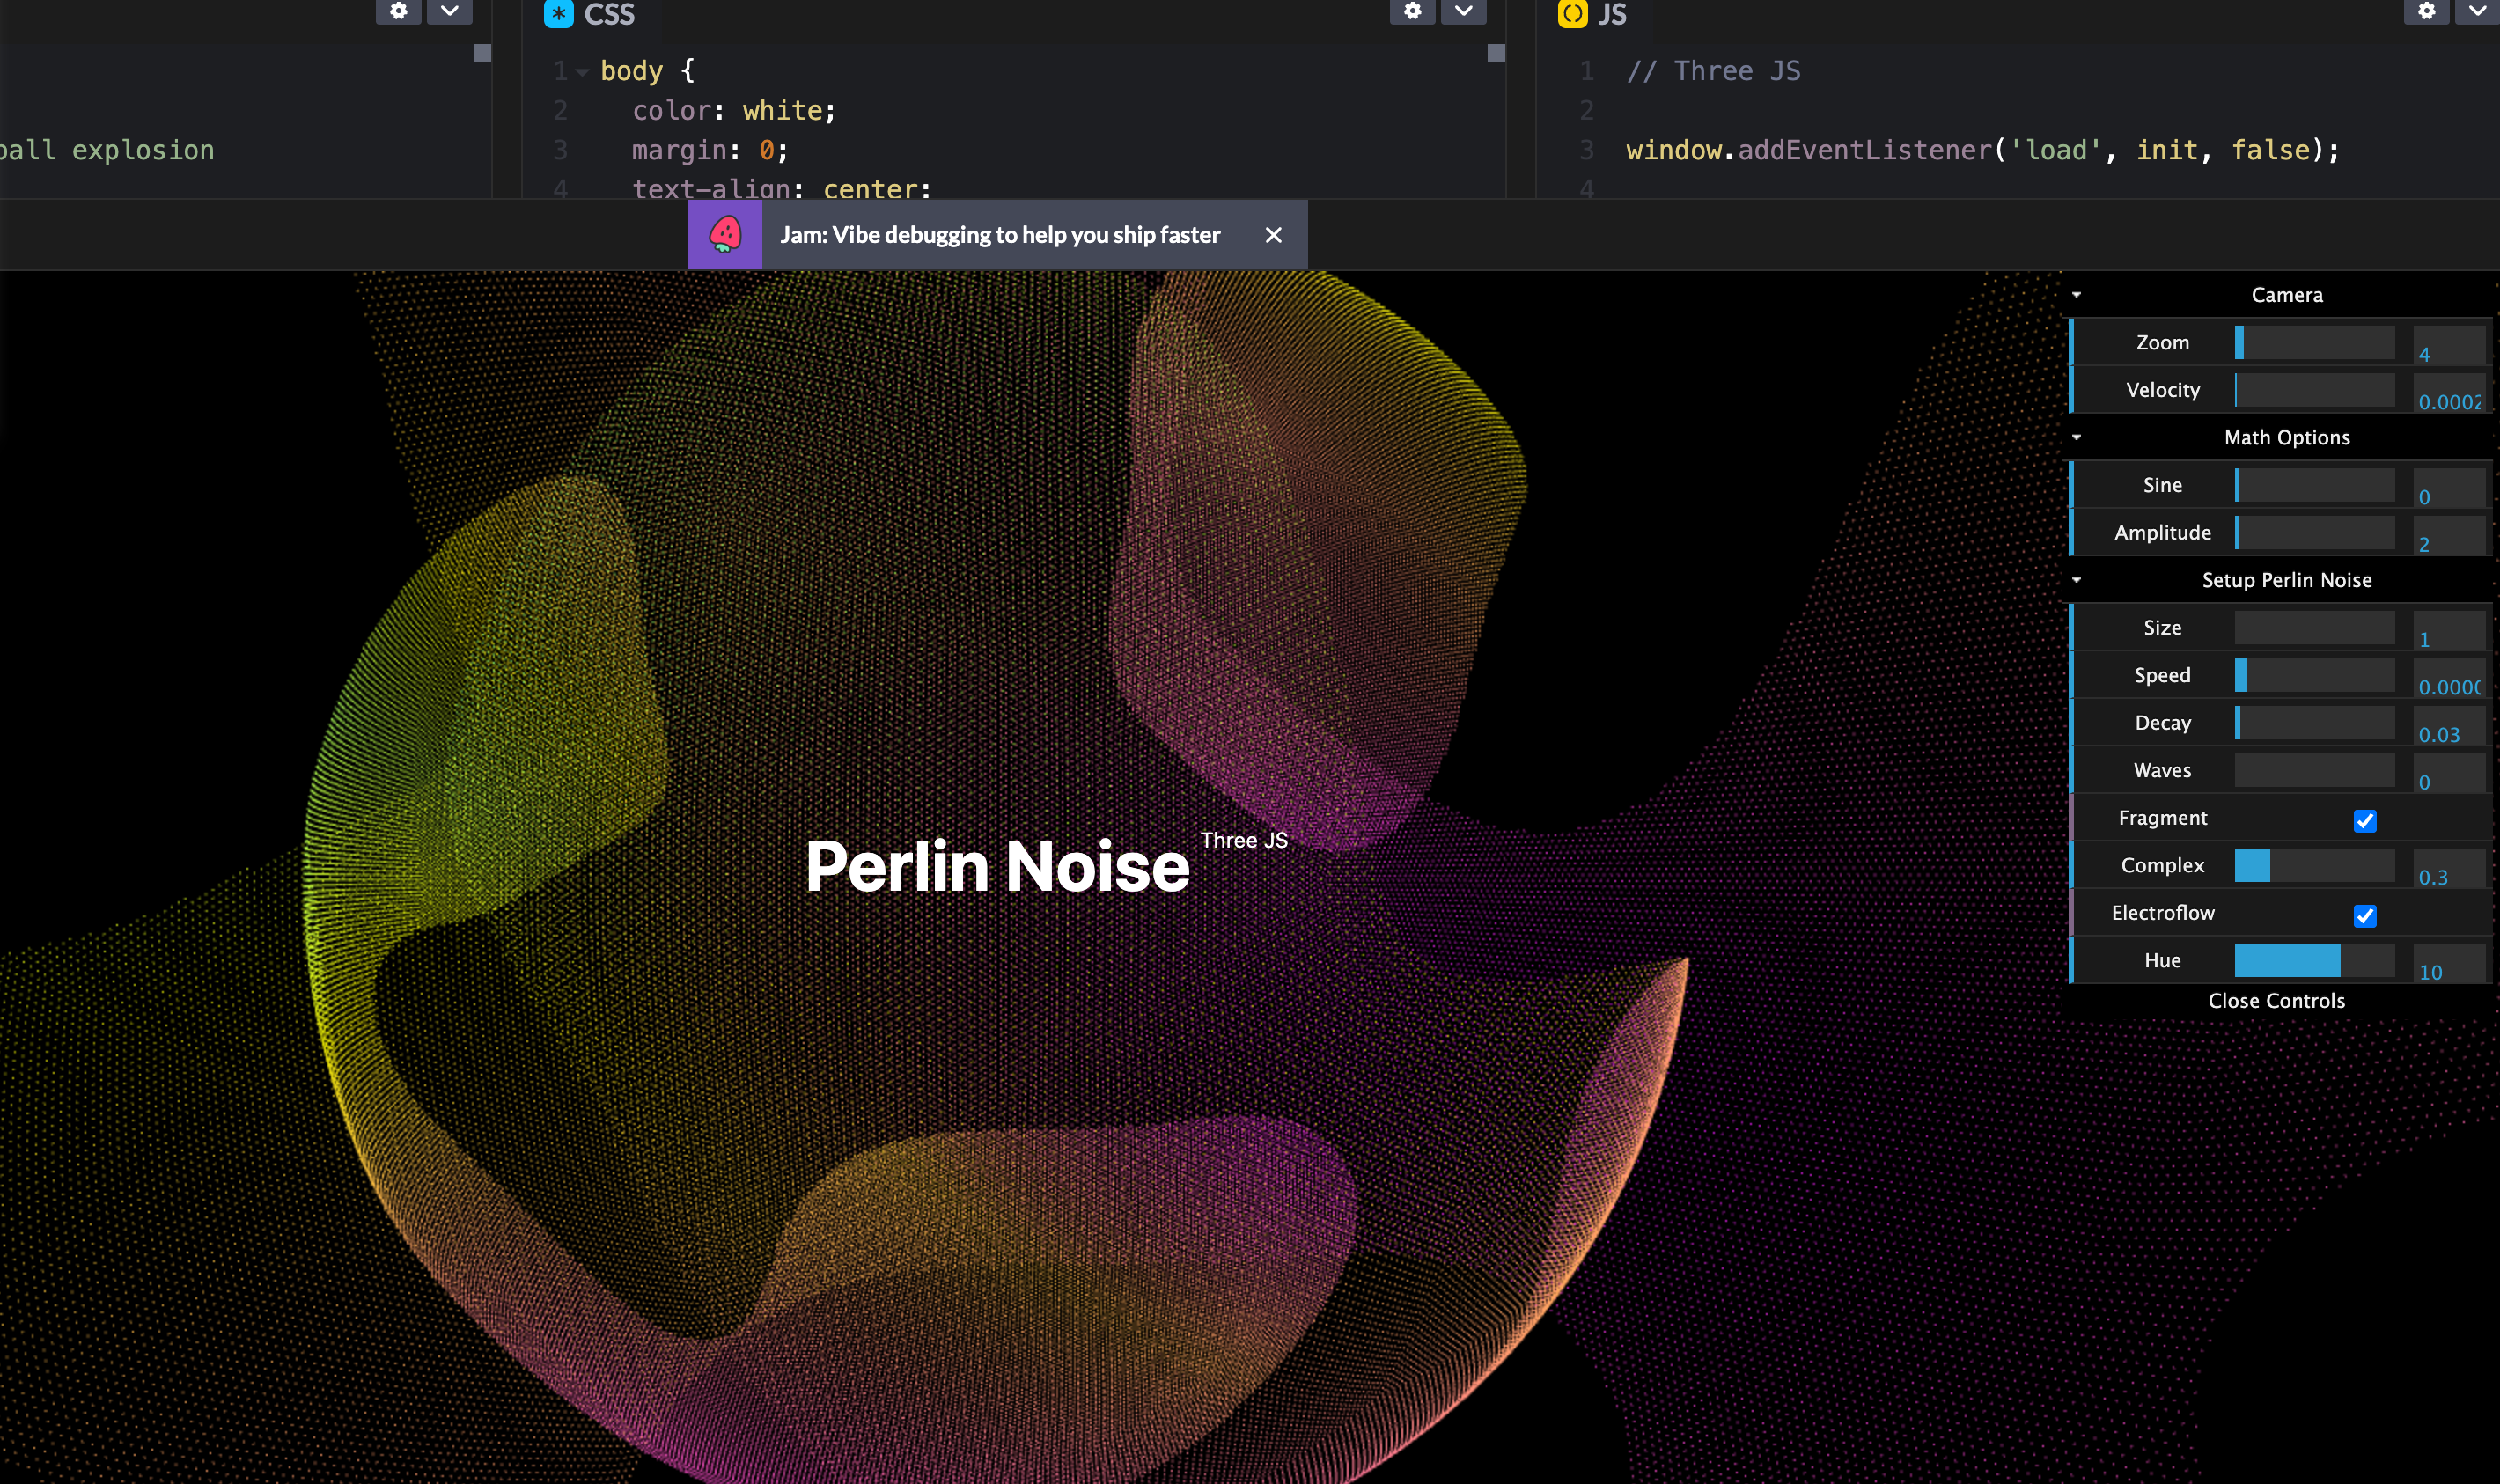 CSS
JS
explosion
1 body {
2 color: white;
3 margin: 0;
4 text-align: center;
1 // Three JS
2
3 window.addEventListener('load', init, false);
4
Jam: Vibe debugging to help you ship faster
Perlin Noise Three JS
Camera
Zoom 4
Velocity 0.0002
Math Options
Sine 0
Amplitude 2
Setup Perlin Noise
Size 1
Speed 0.000
Decay 0.03
Waves 0
Fragment
Complex 0.3
Electroflow
Hue 10
Close Controls